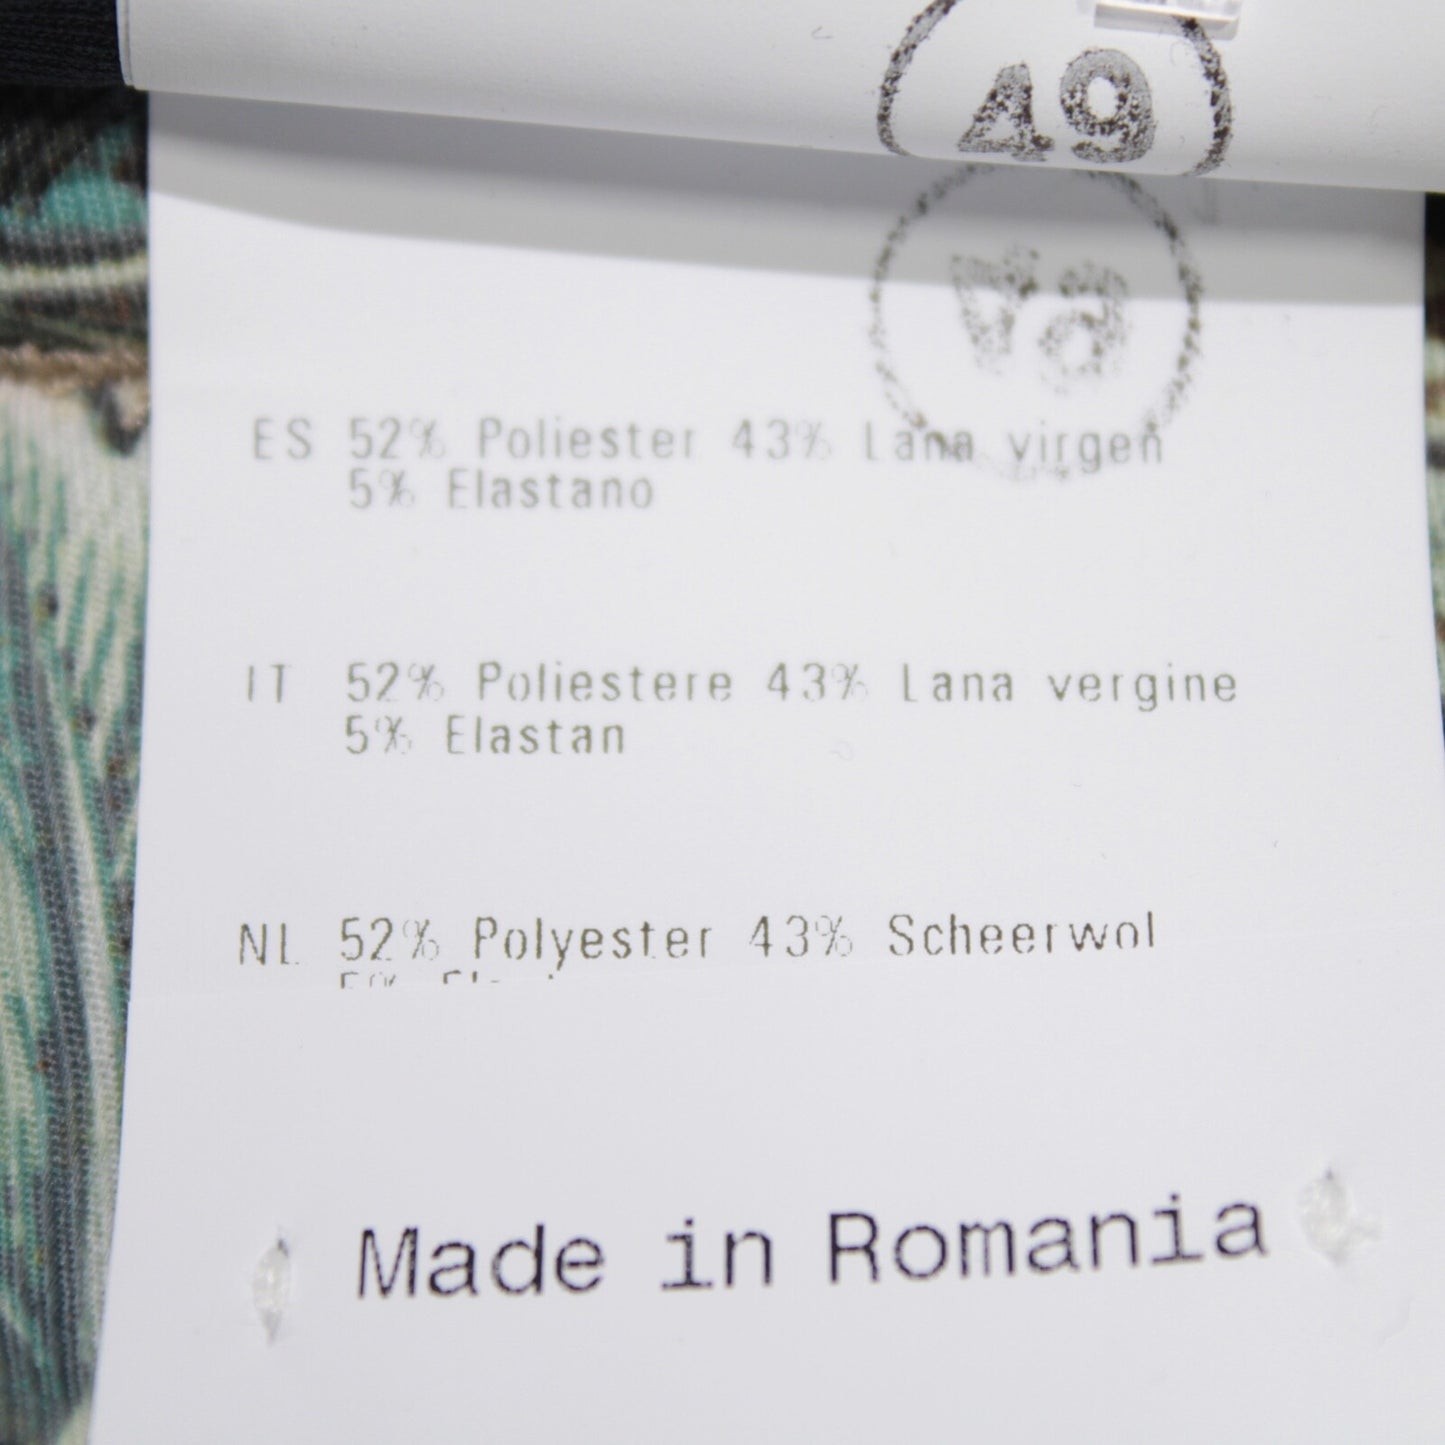 49
ES 52% Poliester 43% Lana virgen
5% Elastano
IT 52% Poliestere 43% Lana vergine
5% Elastan
NL 52% Polyester 43% Scheerwol
Made in Romania